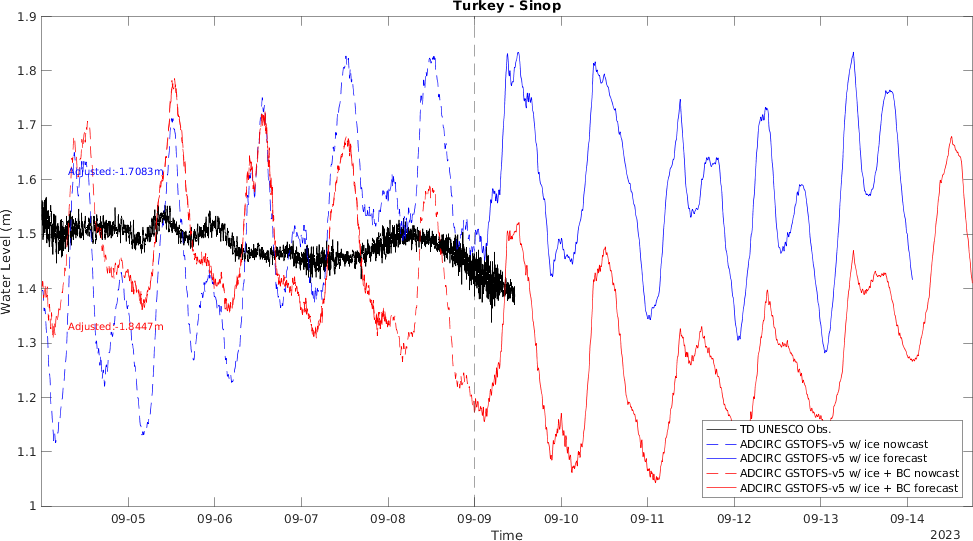 Turkey - Sinop
1.9
1.8
1.7
1.6
1.5
1.4
1.3
1.2
1.1
1
Water Level (m)
Adjusted:-1.7083m
Adjusted:-1.8447m
TD UNESCO Obs.
ADCIRC GSTOFS-v5 w/ ice nowcast
ADCIRC GSTOFS-v5 w/ ice forecast
ADCIRC GSTOFS-v5 w/ ice + BC nowcast
ADCIRC GSTOFS-v5 w/ ice + BC forecast
09-05 09-06 09-07 09-08 09-09 09-10 09-11 09-12 09-13 09-14
Time
2023